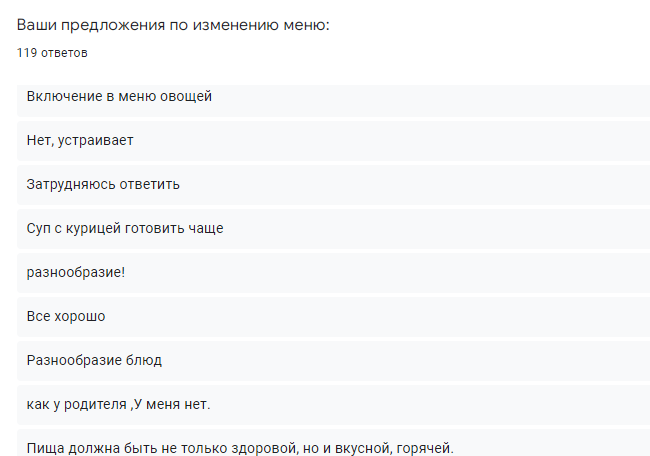 Ваши предложения по изменению меню:
119 ответов
Включение в меню овощей
Нет, устраивает
Затрудняюсь ответить
Суп с курицей готовить чаще
разнообразие!
Все хорошо
Разнообразие блюд
как у родителя ,У меня нет.
Пища должна быть не только здоровой, но и вкусной, горячей.